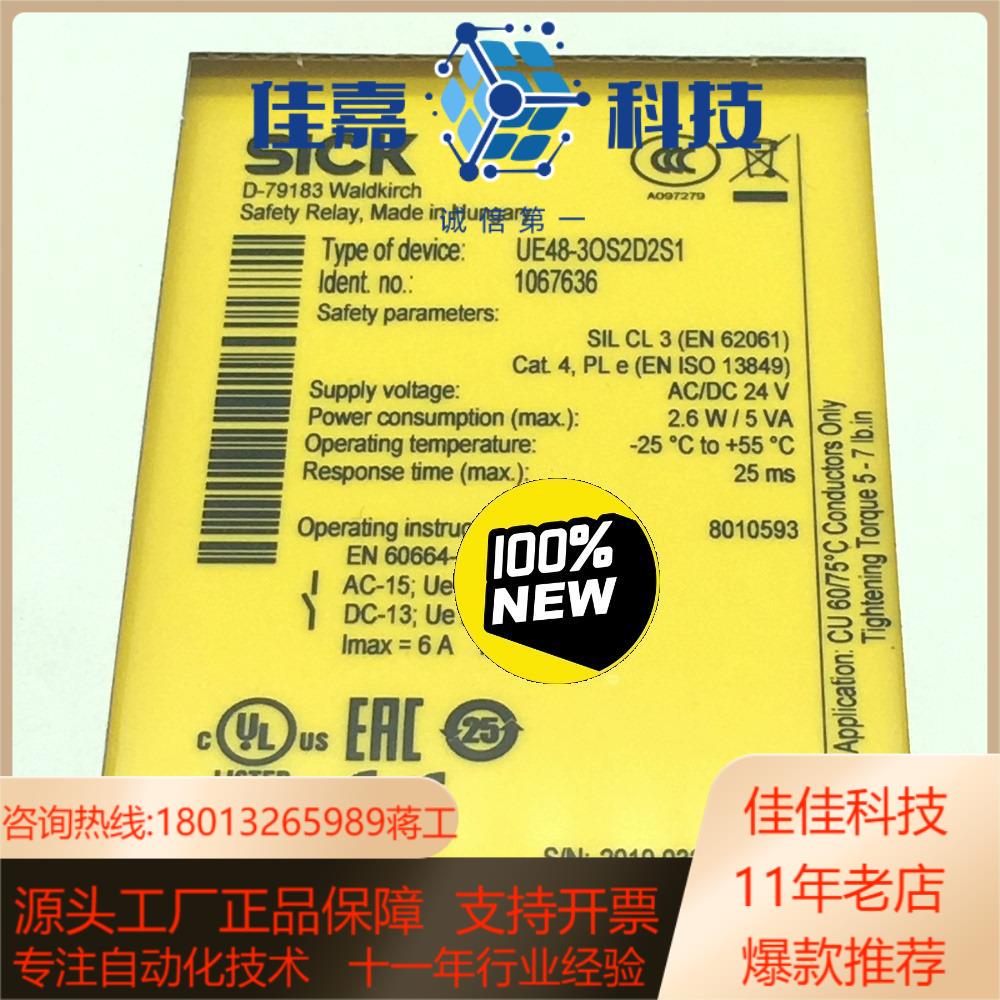 佳嘉 科技
SICK
D-79183 Waldkirch
Safety Relay, Made in
诚信第一
A097279
Type of device: UE48-3OS2D2S1
Ident. no.: 1067636
Safety parameters:
SIL CL 3 (EN 62061)
Cat. 4, PL e (EN ISO 13849)
Supply voltage: AC/DC 24 V
Power consumption (max.): 2.6 W / 5 VA
Operating temperature: -25 °C to +55 °C
Response time (max.): 25 ms
Operating 8010593
EN 60664-
AC-15; Ue
DC-13; Ue
Imax = 6 A
100%
NEW
Application: CU 60/75°C Conductors Only
Tightening Torque 5 - 7 lb.in
C UL US
LISTED
EAC
25
S/N:
咨询热线:18013265989蒋工
源头工厂正品保障 支持开票
专注自动化技术 十一年行业经验
佳佳科技
11年老店
爆款推荐